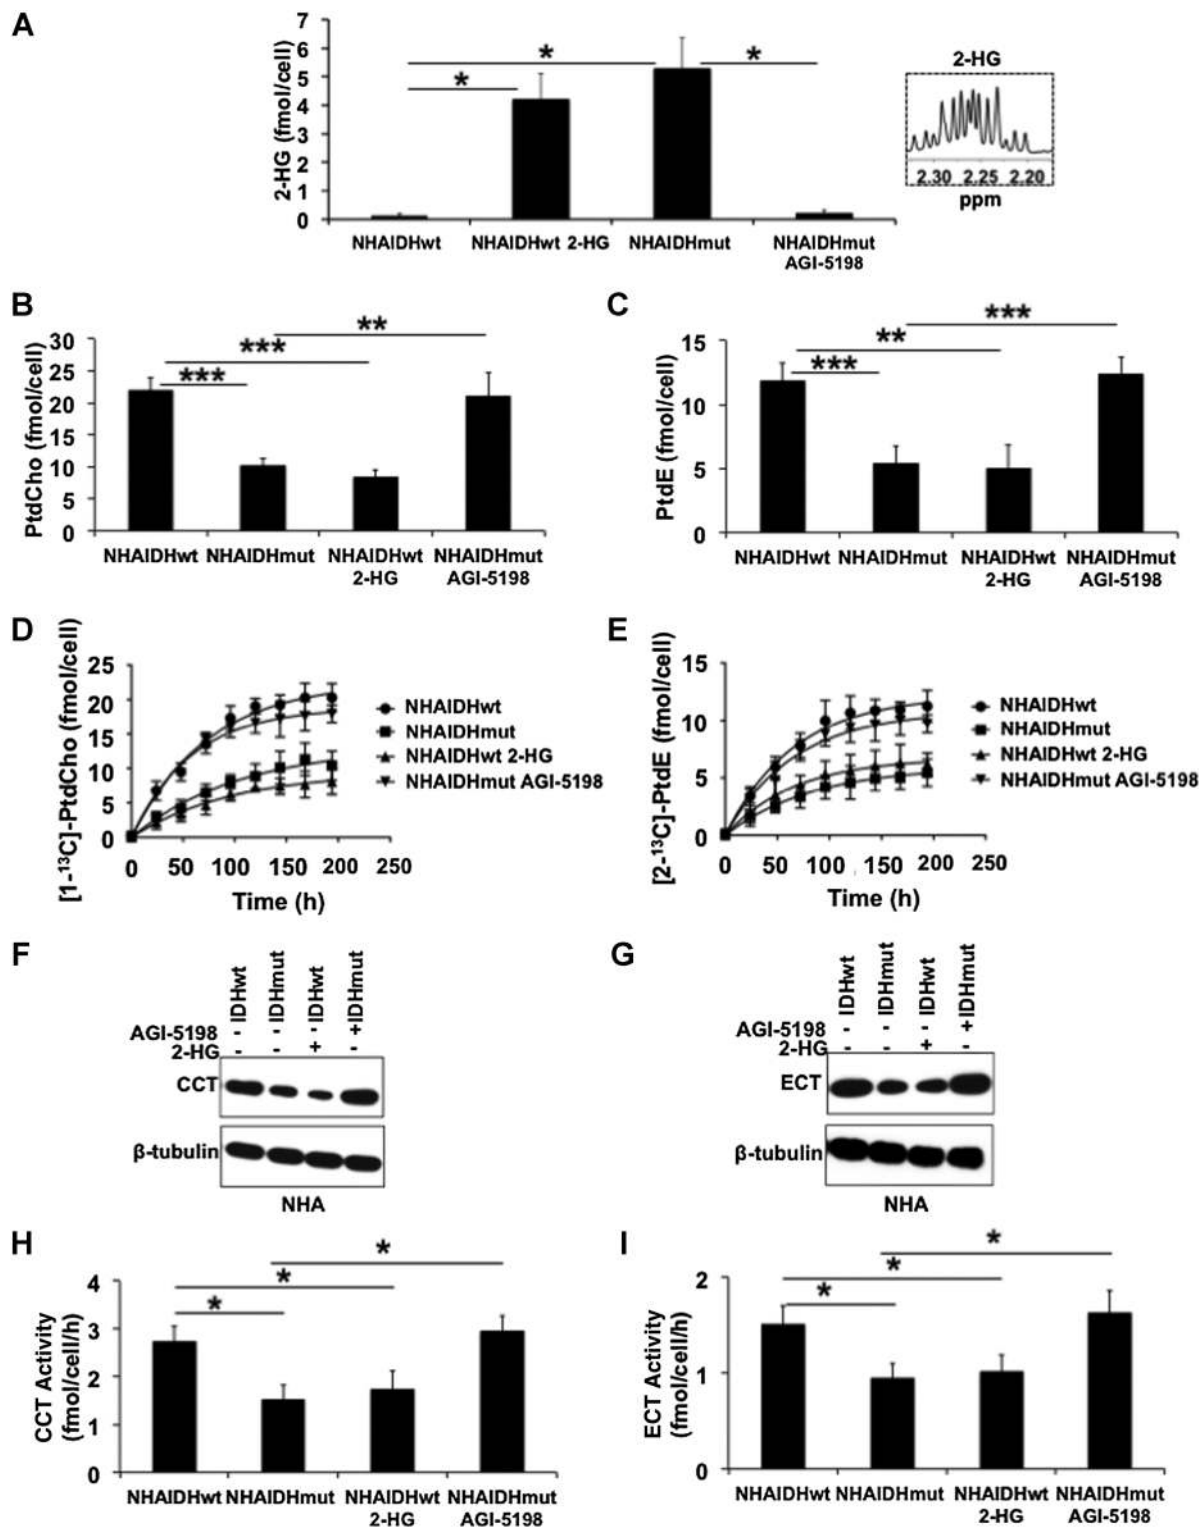 A
2-HG (fmol/cell)
7
6
5
4
3
2
1
0
*
*
*
NHAIDHwt
NHAIDHwt 2-HG
NHAIDHmut
NHAIDHmut
AGI-5198
2-HG
2.30 2.25 2.20
ppm
B
PtdCho (fmol/cell)
30
25
20
15
10
5
0
**
***
***
NHAIDHwt
NHAIDHmut
NHAIDHwt
2-HG
NHAIDHmut
AGI-5198
C
PtdE (fmol/cell)
15
10
5
0
***
**
***
NHAIDHwt
NHAIDHmut
NHAIDHwt
2-HG
NHAIDHmut
AGI-5198
D
[1-¹³C]-PtdCho (fmol/cell)
25
20
15
10
5
0
0 50 100 150 200 250
Time (h)
NHAIDHwt
NHAIDHmut
NHAIDHwt 2-HG
NHAIDHmut AGI-5198
E
[2-¹³C]-PtdE (fmol/cell)
15
10
5
0
0 50 100 150 200 250
Time (h)
NHAIDHwt
NHAIDHmut
NHAIDHwt 2-HG
NHAIDHmut AGI-5198
F
IDHwt
IDHmut
IDHwt
IDHmut
AGI-5198 - - - +
2-HG - - + -
CCT
β-tubulin
NHA
G
IDHwt
IDHmut
IDHwt
IDHmut
AGI-5198 - - - +
2-HG - - + -
ECT
β-tubulin
NHA
H
CCT Activity
(fmol/cell/h)
4
3
2
1
0
*
*
*
NHAIDHwt
NHAIDHmut
NHAIDHwt
2-HG
NHAIDHmut
AGI-5198
I
ECT Activity
(fmol/cell/h)
2
1
0
*
*
*
NHAIDHwt
NHAIDHmut
NHAIDHwt
2-HG
NHAIDHmut
AGI-5198